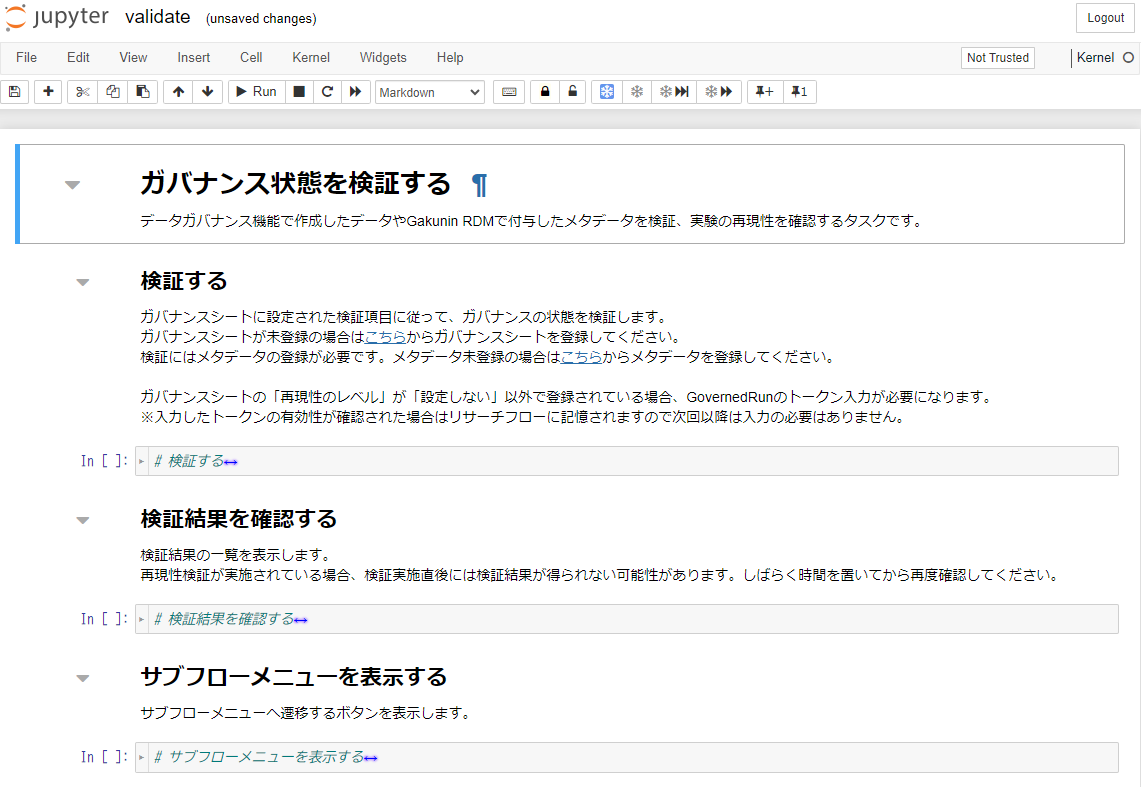 jupyter validate (unsaved changes) Logout
File Edit View Insert Cell Kernel Widgets Help Not Trusted Kernel
Run Markdown + 1
ガバナンス状態を検証する ¶
データガバナンス機能で作成したデータやGakunin RDMで付与したメタデータを検証、実験の再現性を確認するタスクです。
検証する
ガバナンスシートに設定された検証項目に従って、ガバナンスの状態を検証します。
ガバナンスシートが未登録の場合はこちらからガバナンスシートを登録してください。
検証にはメタデータの登録が必要です。メタデータ未登録の場合はこちらからメタデータを登録してください。
ガバナンスシートの「再現性のレベル」が「設定しない」以外で登録されている場合、GovernedRunのトークン入力が必要になります。
※入力したトークンの有効性が確認された場合はリサーチフローに記憶されますので次回以降は入力の必要はありません。
In [ ]: # 検証する
検証結果を確認する
検証結果の一覧を表示します。
再現性検証が実施されている場合、検証実施直後には検証結果が得られない可能性があります。しばらく時間を置いてから再度確認してください。
In [ ]: # 検証結果を確認する
サブフローメニューを表示する
サブフローメニューへ遷移するボタンを表示します。
In [ ]: # サブフローメニューを表示する